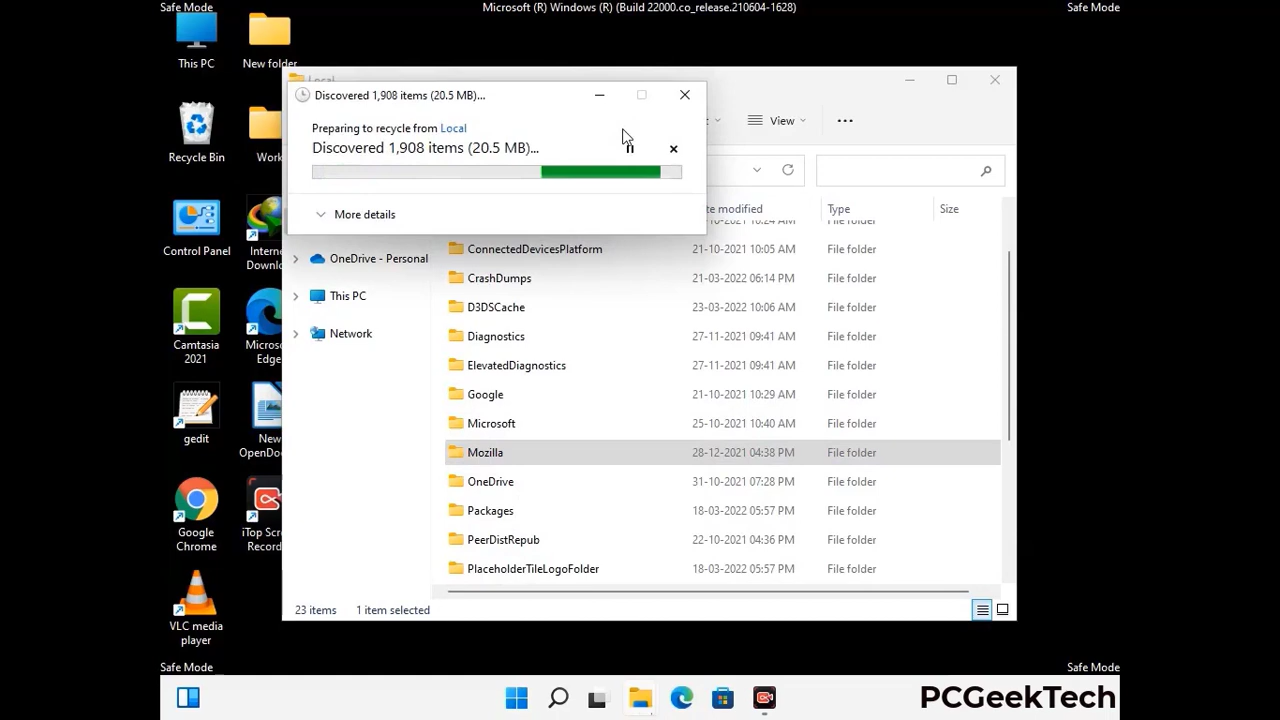 Safe Mode
Microsoft (R) Windows (R) (Build 22000.co_release.210604-1628)
Safe Mode
This PC
New folder
Recycle Bin
Work
Control Panel
Intern
Downlo
Camtasia
2021
Micros
Edge
gedit
New
OpenDo
Google
Chrome
iTop Scr
Record
VLC media
player
Local
Discovered 1,908 items (20.5 MB)...
Preparing to recycle from Local
Discovered 1,908 items (20.5 MB)...
More details
View
OneDrive - Personal
This PC
Network
te modified
Type
Size
File folder
ConnectedDevicesPlatform 21-10-2021 10:05 AM File folder
CrashDumps 21-03-2022 06:14 PM File folder
D3DSCache 23-03-2022 10:06 AM File folder
Diagnostics 27-11-2021 09:41 AM File folder
ElevatedDiagnostics 27-11-2021 09:41 AM File folder
Google 21-10-2021 10:29 AM File folder
Microsoft 25-10-2021 10:40 AM File folder
Mozilla 28-12-2021 04:38 PM File folder
OneDrive 31-10-2021 07:28 PM File folder
Packages 18-03-2022 05:57 PM File folder
PeerDistRepub 22-10-2021 04:36 PM File folder
PlaceholderTileLogoFolder 18-03-2022 05:57 PM File folder
23 items 1 item selected
Safe Mode
Safe Mode
PCGeekTech